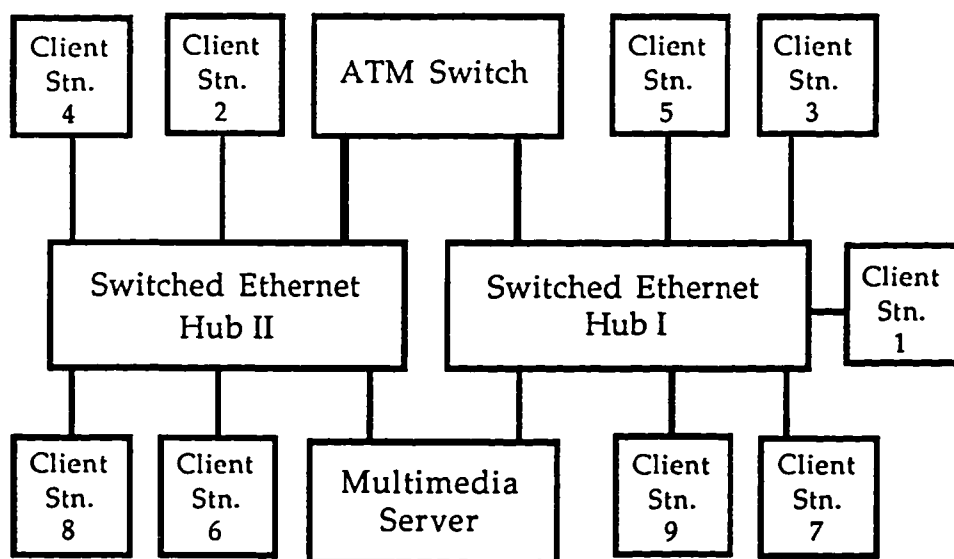 Client
Stn.
4
Client
Stn.
2
ATM Switch
Client
Stn.
5
Client
Stn.
3
Switched Ethernet
Hub II
Switched Ethernet
Hub I
Client
Stn.
1
Client
Stn.
8
Client
Stn.
6
Multimedia
Server
Client
Stn.
9
Client
Stn.
7